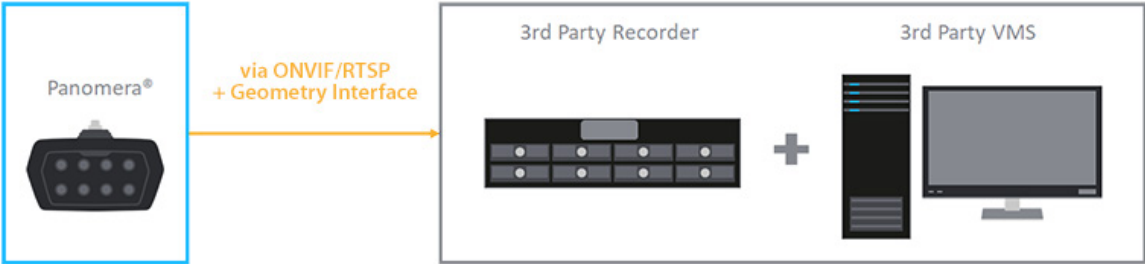 Panomera®
via ONVIF/RTSP
+ Geometry Interface
3rd Party Recorder
3rd Party VMS